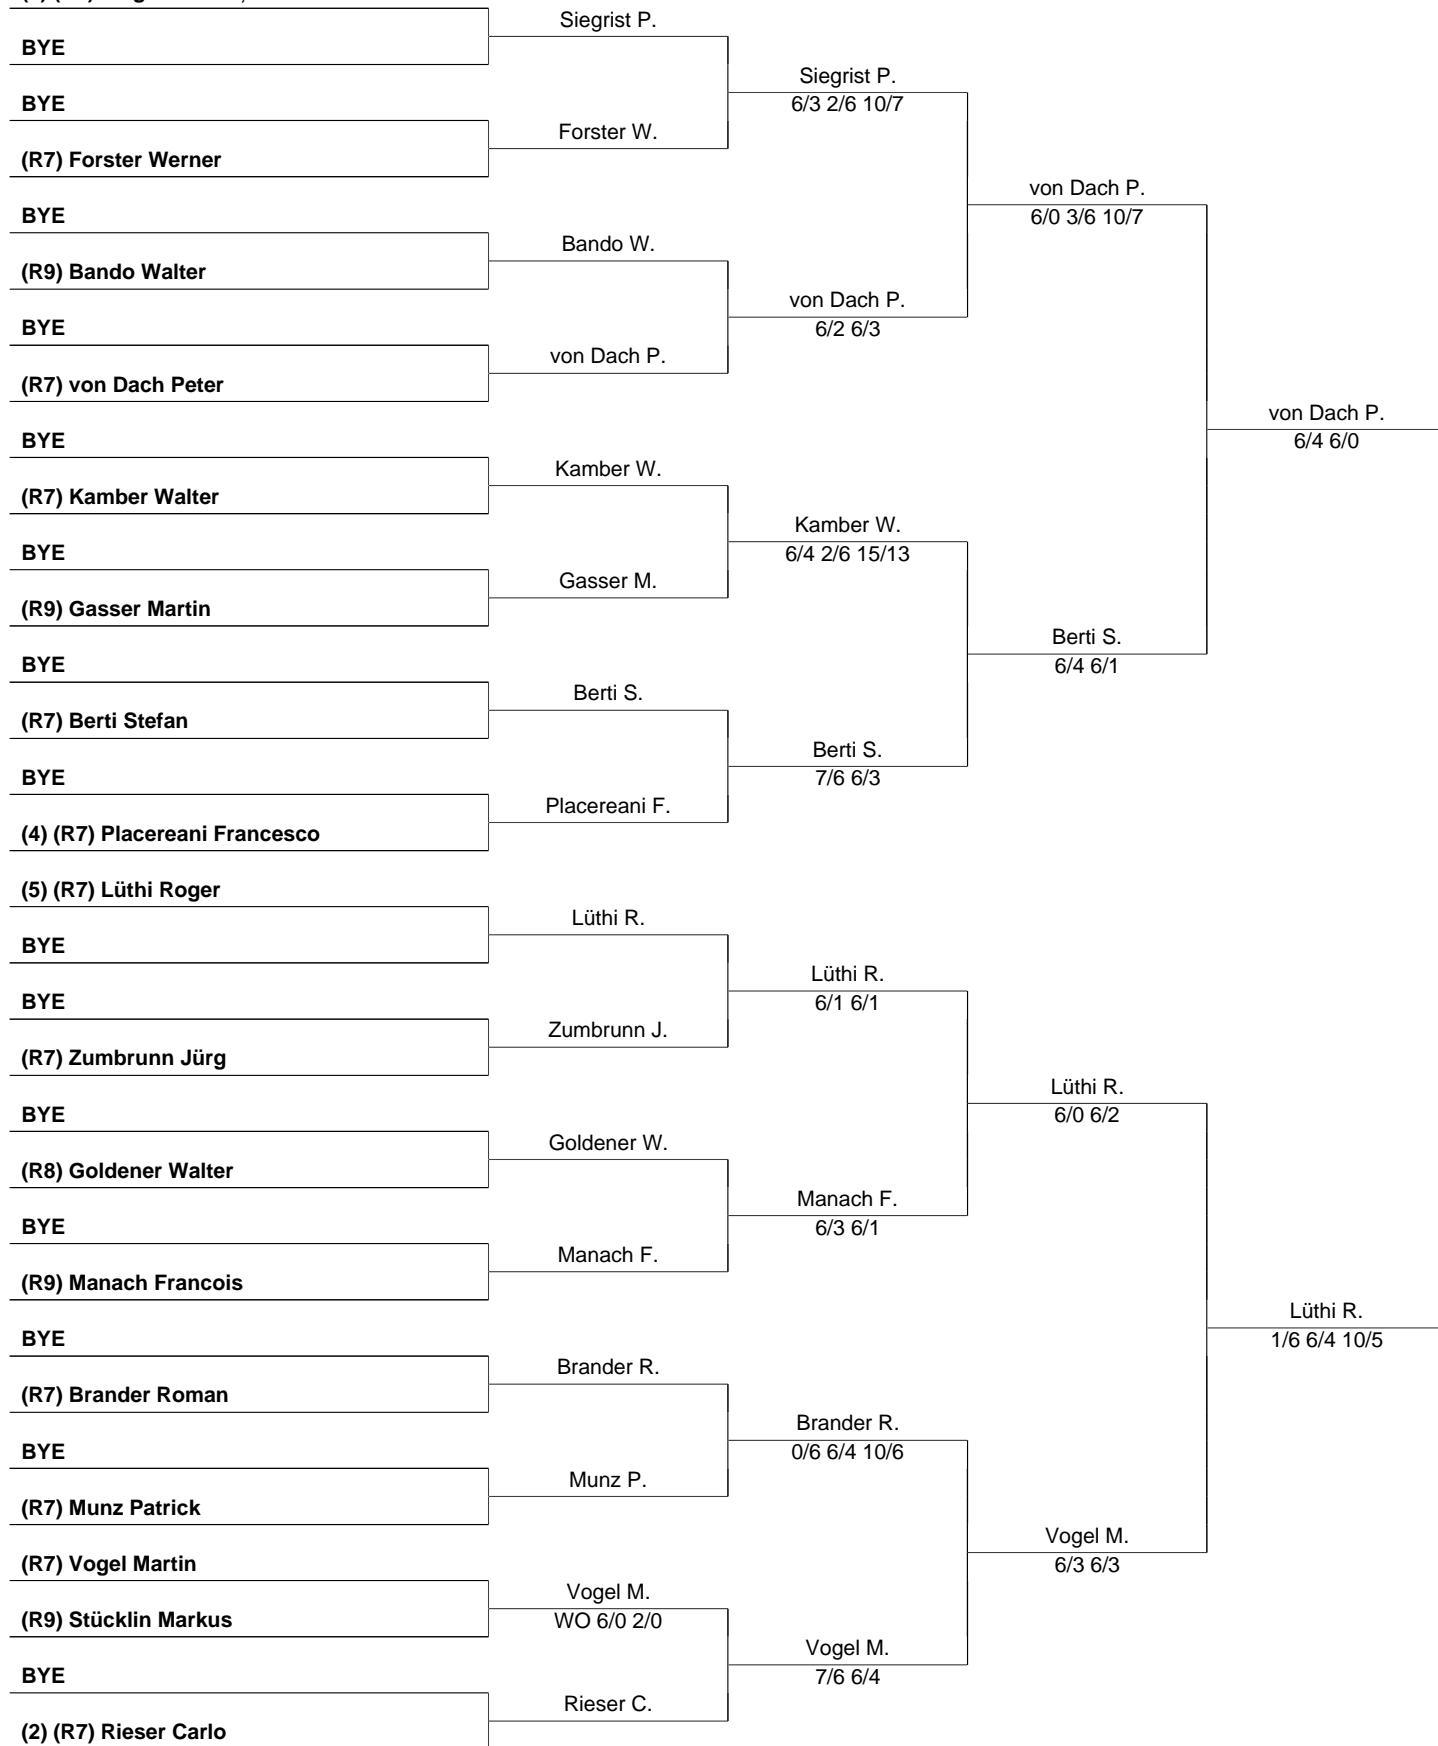 BYE
BYE
(R7) Forster Werner
BYE
(R9) Bando Walter
BYE
(R7) von Dach Peter
BYE
(R7) Kamber Walter
BYE
(R9) Gasser Martin
BYE
(R7) Berti Stefan
BYE
(4) (R7) Placereani Francesco
(5) (R7) Lüthi Roger
BYE
BYE
(R7) Zumbrunn Jürg
BYE
(R8) Goldener Walter
BYE
(R9) Manach Francois
BYE
(R7) Brander Roman
BYE
(R7) Munz Patrick
(R7) Vogel Martin
(R9) Stücklin Markus
BYE
(2) (R7) Rieser Carlo
Siegrist P.
Forster W.
Bando W.
von Dach P.
Kamber W.
Gasser M.
Berti S.
Placereani F.
Lüthi R.
Zumbrunn J.
Goldener W.
Manach F.
Brander R.
Munz P.
Vogel M.
WO 6/0 2/0
Rieser C.
Siegrist P.
6/3 2/6 10/7
von Dach P.
6/2 6/3
Kamber W.
6/4 2/6 15/13
Berti S.
7/6 6/3
Lüthi R.
6/1 6/1
Manach F.
6/3 6/1
Brander R.
0/6 6/4 10/6
Vogel M.
7/6 6/4
von Dach P.
6/0 3/6 10/7
Berti S.
6/4 6/1
Lüthi R.
6/0 6/2
Vogel M.
6/3 6/3
von Dach P.
6/4 6/0
Lüthi R.
1/6 6/4 10/5